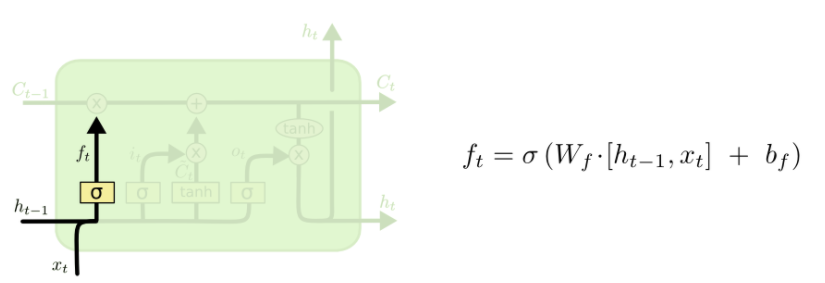 h_t
C_{t-1}
C_t
×
+
tanh
f_t
i_t
C̃_t
o_t
×
×
σ
σ
tanh
σ
h_{t-1}
h_t
x_t
f_t = σ (W_f · [h_{t-1}, x_t] + b_f)